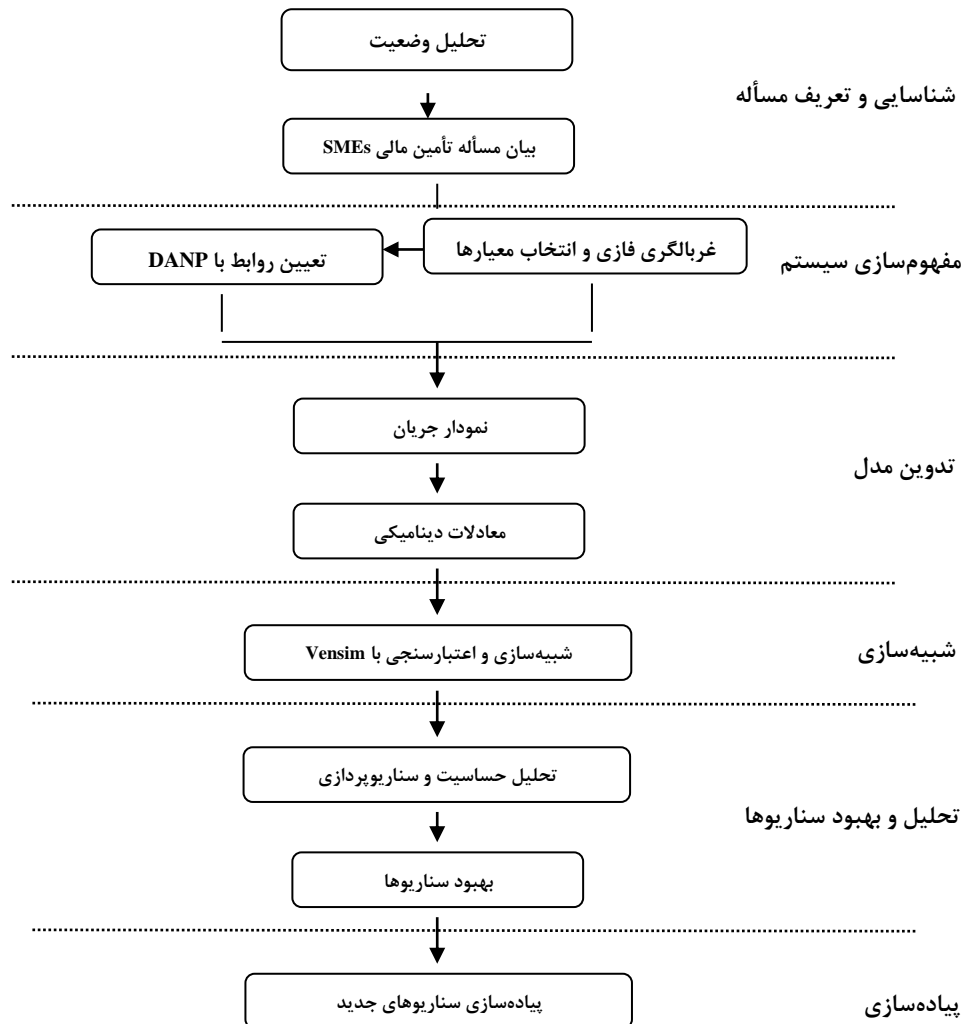 تحلیل وضعیت
شناسایی و تعریف مسأله
بیان مسأله تأمین مالی SMEs
غربالگری فازی و انتخاب معیارها
تعیین روابط با DANP
مفهوم‌سازی سیستم
نمودار جریان
تدوین مدل
معادلات دینامیکی
شبیه‌سازی و اعتبارسنجی با Vensim
شبیه‌سازی
تحلیل حساسیت و سناریوپردازی
تحلیل و بهبود سناریوها
بهبود سناریوها
پیاده‌سازی سناریوهای جدید
پیاده‌سازی